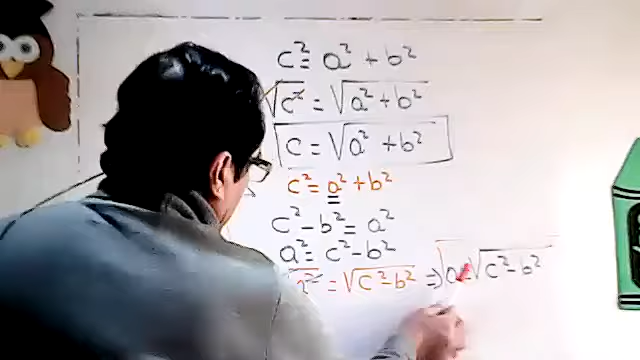 c² = a² + b²
√c² = √a² + b²
c = √a² + b²
c² = a² + b²
c² - b² = a²
a² = c² - b²
√a² = √c² - b² ⇒ a = √c² - b²